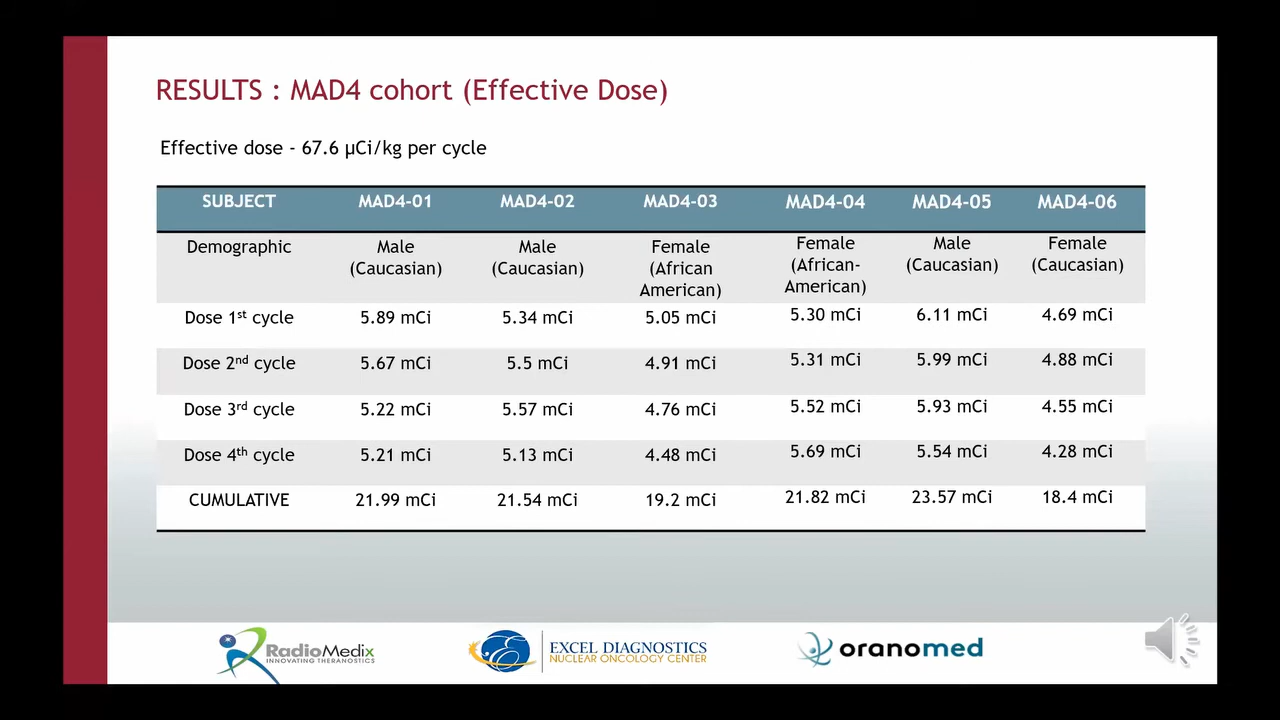 RESULTS : MAD4 cohort (Effective Dose)
Effective dose - 67.6 µCi/kg per cycle
SUBJECT MAD4-01 MAD4-02 MAD4-03 MAD4-04 MAD4-05 MAD4-06
Demographic Male (Caucasian) Male (Caucasian) Female (African American) Female (African-American) Male (Caucasian) Female (Caucasian)
Dose 1st cycle 5.89 mCi 5.34 mCi 5.05 mCi 5.30 mCi 6.11 mCi 4.69 mCi
Dose 2nd cycle 5.67 mCi 5.5 mCi 4.91 mCi 5.31 mCi 5.99 mCi 4.88 mCi
Dose 3rd cycle 5.22 mCi 5.57 mCi 4.76 mCi 5.52 mCi 5.93 mCi 4.55 mCi
Dose 4th cycle 5.21 mCi 5.13 mCi 4.48 mCi 5.69 mCi 5.54 mCi 4.28 mCi
CUMULATIVE 21.99 mCi 21.54 mCi 19.2 mCi 21.82 mCi 23.57 mCi 18.4 mCi
RadioMedix
INNOVATING THERANOSTICS
EXCEL DIAGNOSTICS
NUCLEAR ONCOLOGY CENTER
oranomed